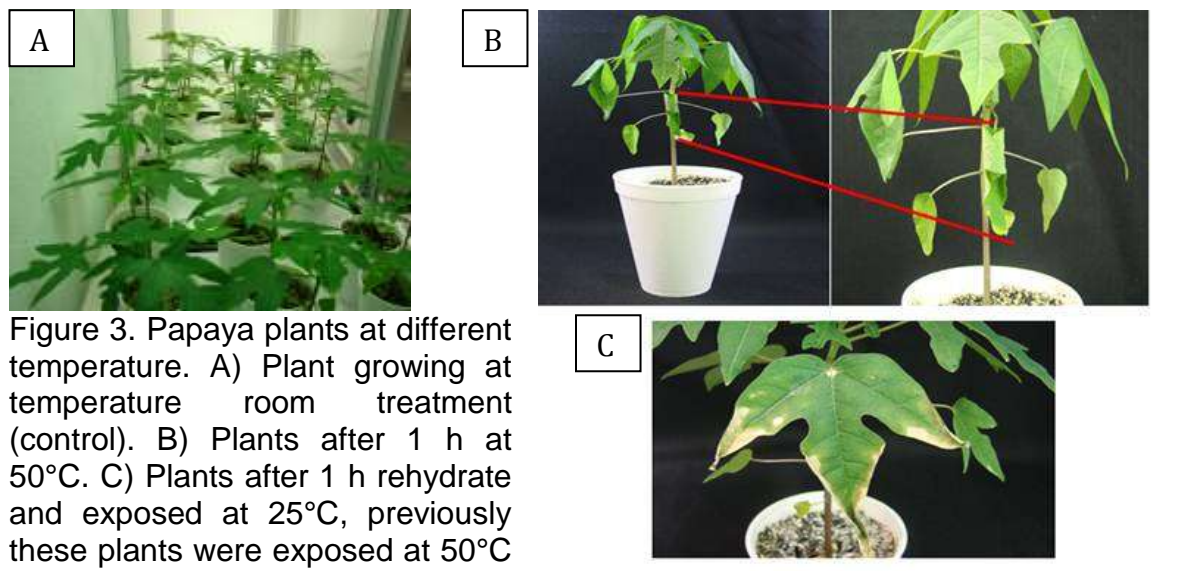 A
B
Figure 3. Papaya plants at different
temperature. A) Plant growing at
temperature room treatment
(control). B) Plants after 1 h at
50°C. C) Plants after 1 h rehydrate
and exposed at 25°C, previously
these plants were exposed at 50°C
C